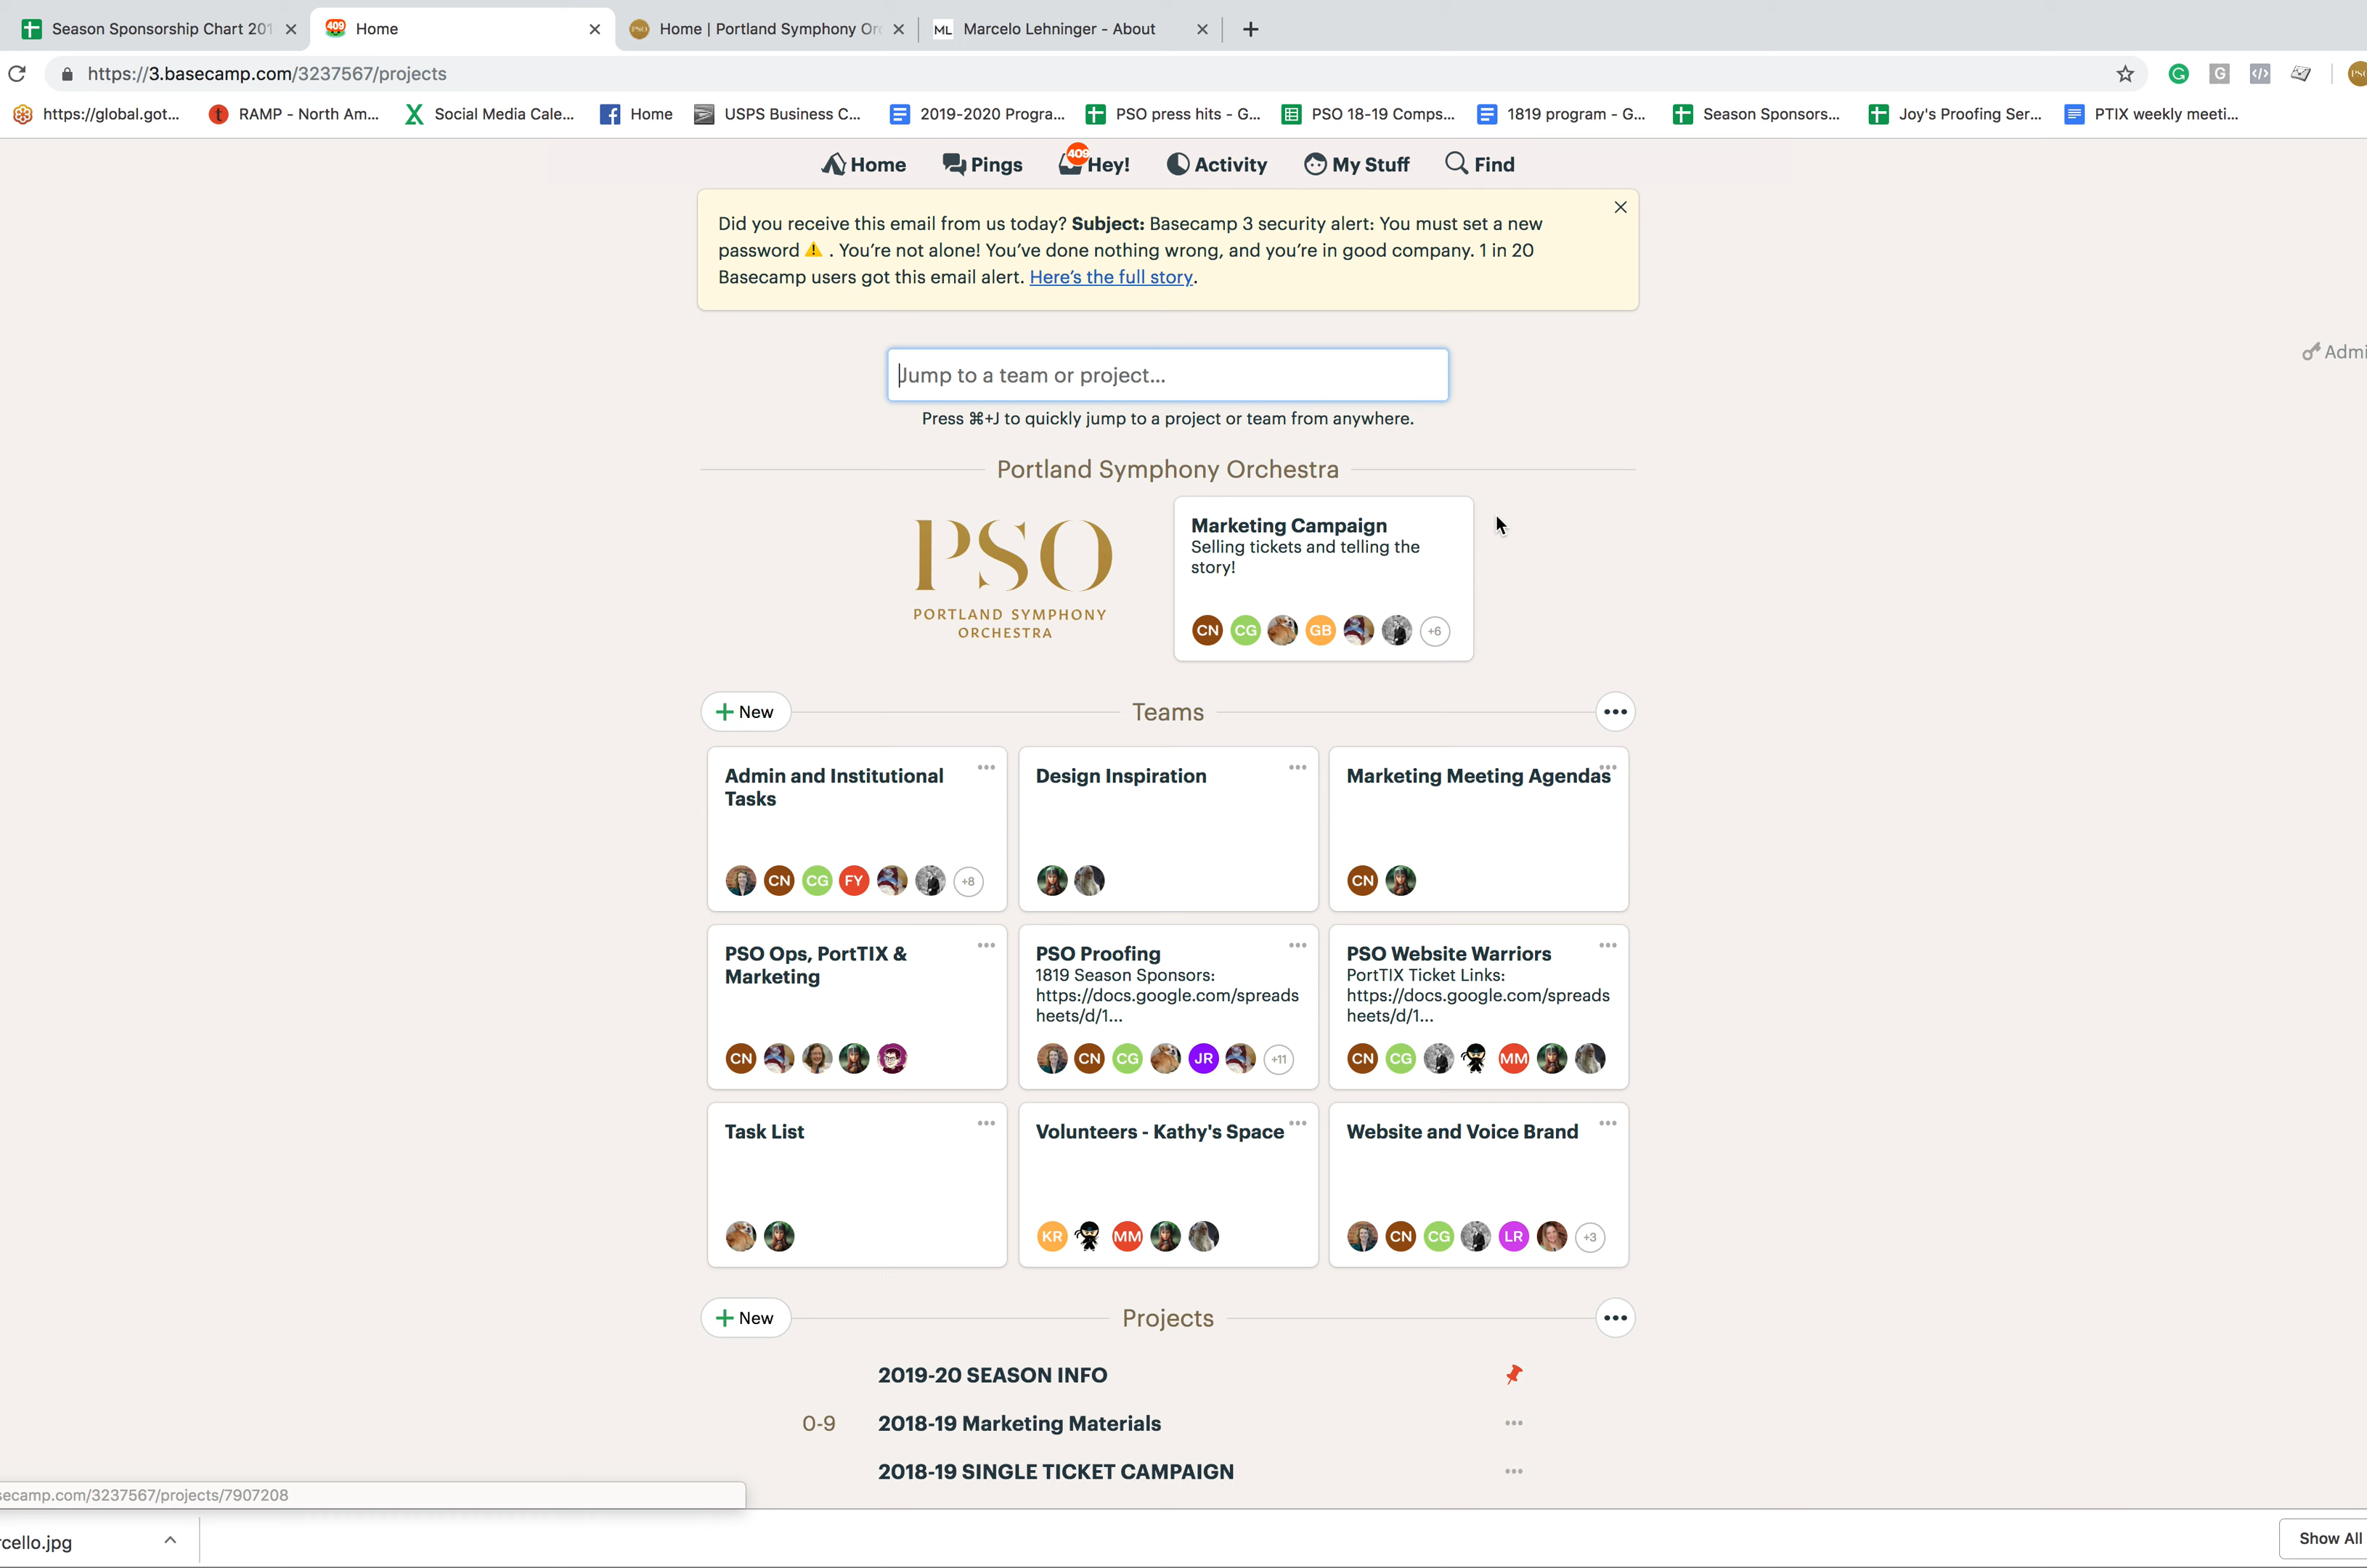 Season Sponsorship Chart 201
409
Home
PSO
Home | Portland Symphony Orc
ML
Marcelo Lehninger - About
https://3.basecamp.com/3237567/projects
https://global.got...
RAMP - North Am...
Social Media Cale...
Home
USPS Business C...
2019-2020 Progra...
PSO press hits - G...
PSO 18-19 Comps...
1819 program - G...
Season Sponsors...
Joy's Proofing Ser...
PTIX weekly meeti...
Home
Pings
409
Hey!
Activity
My Stuff
Find
Did you receive this email from us today? Subject: Basecamp 3 security alert: You must set a new
password ⚠️ . You're not alone! You've done nothing wrong, and you're in good company. 1 in 20
Basecamp users got this email alert. Here's the full story.
Admi
Jump to a team or project...
Press ⌘+J to quickly jump to a project or team from anywhere.
Portland Symphony Orchestra
PSO
PORTLAND SYMPHONY
ORCHESTRA
Marketing Campaign
Selling tickets and telling the
story!
CN CG GB +6
+ New
Teams
Admin and Institutional
Tasks
CN CG FY +8
Design Inspiration
Marketing Meeting Agendas
CN
PSO Ops, PortTIX &
Marketing
CN
PSO Proofing
1819 Season Sponsors:
https://docs.google.com/spreads
heets/d/1...
CN CG JR +11
PSO Website Warriors
PortTIX Ticket Links:
https://docs.google.com/spreads
heets/d/1...
CN CG MM
Task List
Volunteers - Kathy's Space
KR MM
Website and Voice Brand
CN CG LR +3
+ New
Projects
2019-20 SEASON INFO
0-9
2018-19 Marketing Materials
2018-19 SINGLE TICKET CAMPAIGN
secamp.com/3237567/projects/7907208
rcello.jpg
Show All